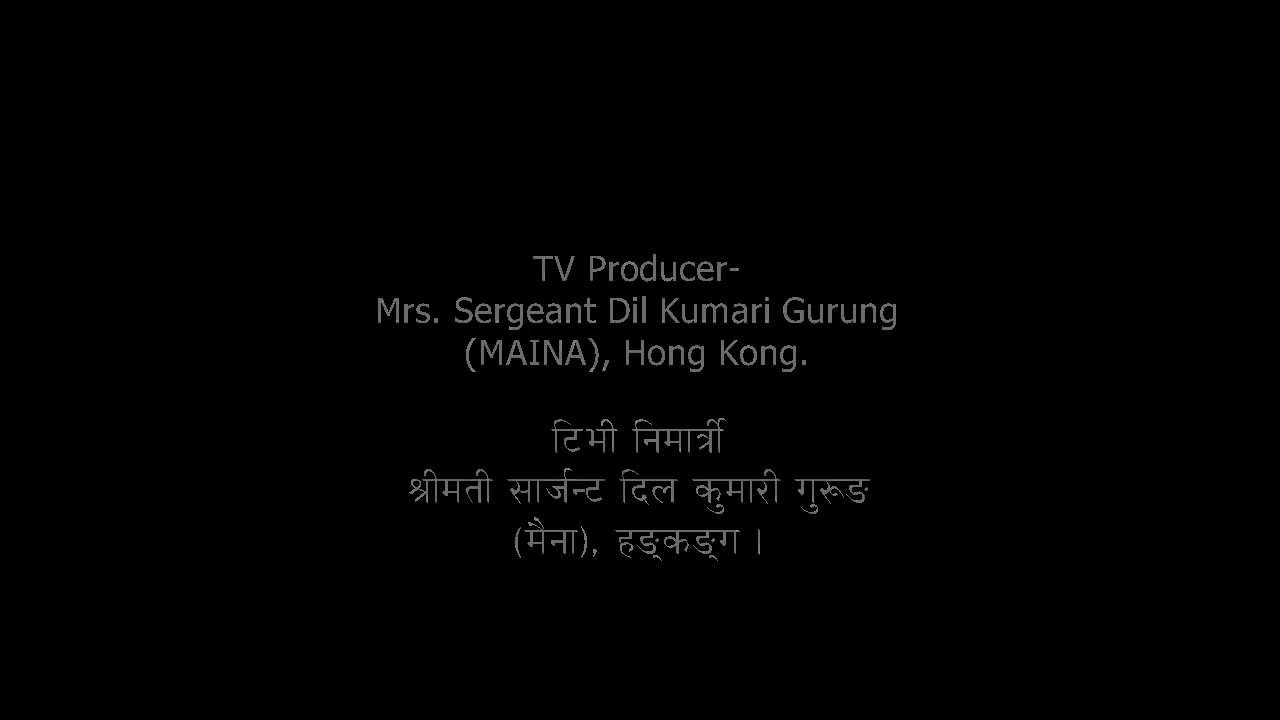 TV Producer-
Mrs. Sergeant Dil Kumari Gurung
(MAINA), Hong Kong.
टिभी निमार्त्री
श्रीमती सार्जन्ट दिल कुमारी गुरूङ
(मैना), हङ्कङ्ग ।